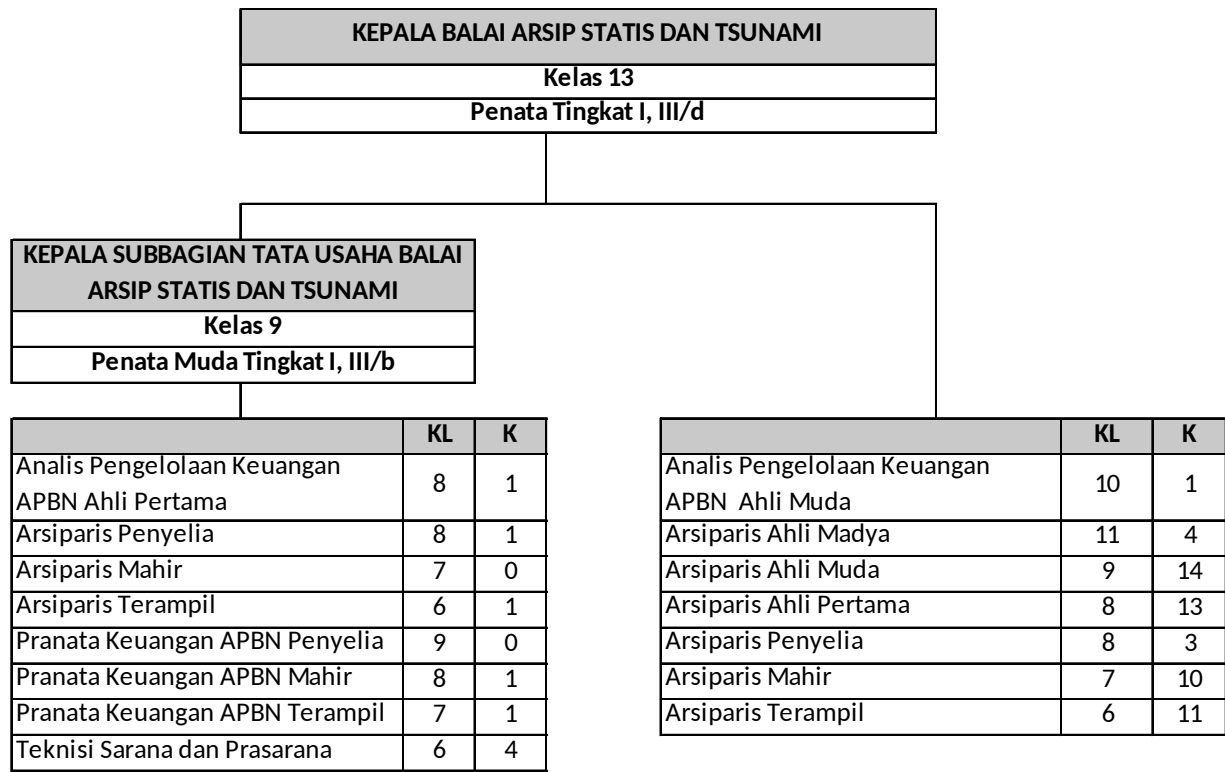 KEPALA BALAI ARSIP STATIS DAN TSUNAMI
Kelas 13
Penata Tingkat I, III/d
KEPALA SUBBAGIAN TATA USAHA BALAI
ARSIP STATIS DAN TSUNAMI
Kelas 9
Penata Muda Tingkat I, III/b
KL K
Analis Pengelolaan Keuangan
APBN Ahli Pertama 8 1
Arsiparis Penyelia 8 1
Arsiparis Mahir 7 0
Arsiparis Terampil 6 1
Pranata Keuangan APBN Penyelia 9 0
Pranata Keuangan APBN Mahir 8 1
Pranata Keuangan APBN Terampil 7 1
Teknisi Sarana dan Prasarana 6 4
KL K
Analis Pengelolaan Keuangan
APBN Ahli Muda 10 1
Arsiparis Ahli Madya 11 4
Arsiparis Ahli Muda 9 14
Arsiparis Ahli Pertama 8 13
Arsiparis Penyelia 8 3
Arsiparis Mahir 7 10
Arsiparis Terampil 6 11